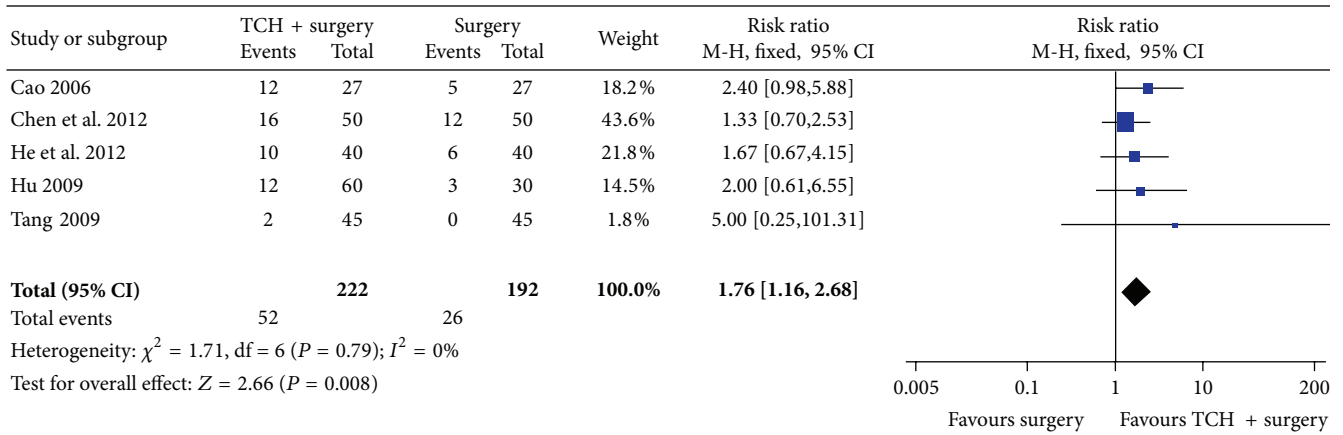 Study or subgroup TCH + surgery Surgery Weight Risk ratio Risk ratio
Events Total Events Total M-H, fixed, 95% CI M-H, fixed, 95% CI
Cao 2006 12 27 5 27 18.2% 2.40 [0.98,5.88]
Chen et al. 2012 16 50 12 50 43.6% 1.33 [0.70,2.53]
He et al. 2012 10 40 6 40 21.8% 1.67 [0.67,4.15]
Hu 2009 12 60 3 30 14.5% 2.00 [0.61,6.55]
Tang 2009 2 45 0 45 1.8% 5.00 [0.25,101.31]
Total (95% CI) 222 192 100.0% 1.76 [1.16, 2.68]
Total events 52 26
Heterogeneity: χ² = 1.71, df = 6 (P = 0.79); I² = 0%
Test for overall effect: Z = 2.66 (P = 0.008)
0.005 0.1 1 10 200
Favours surgery Favours TCH + surgery